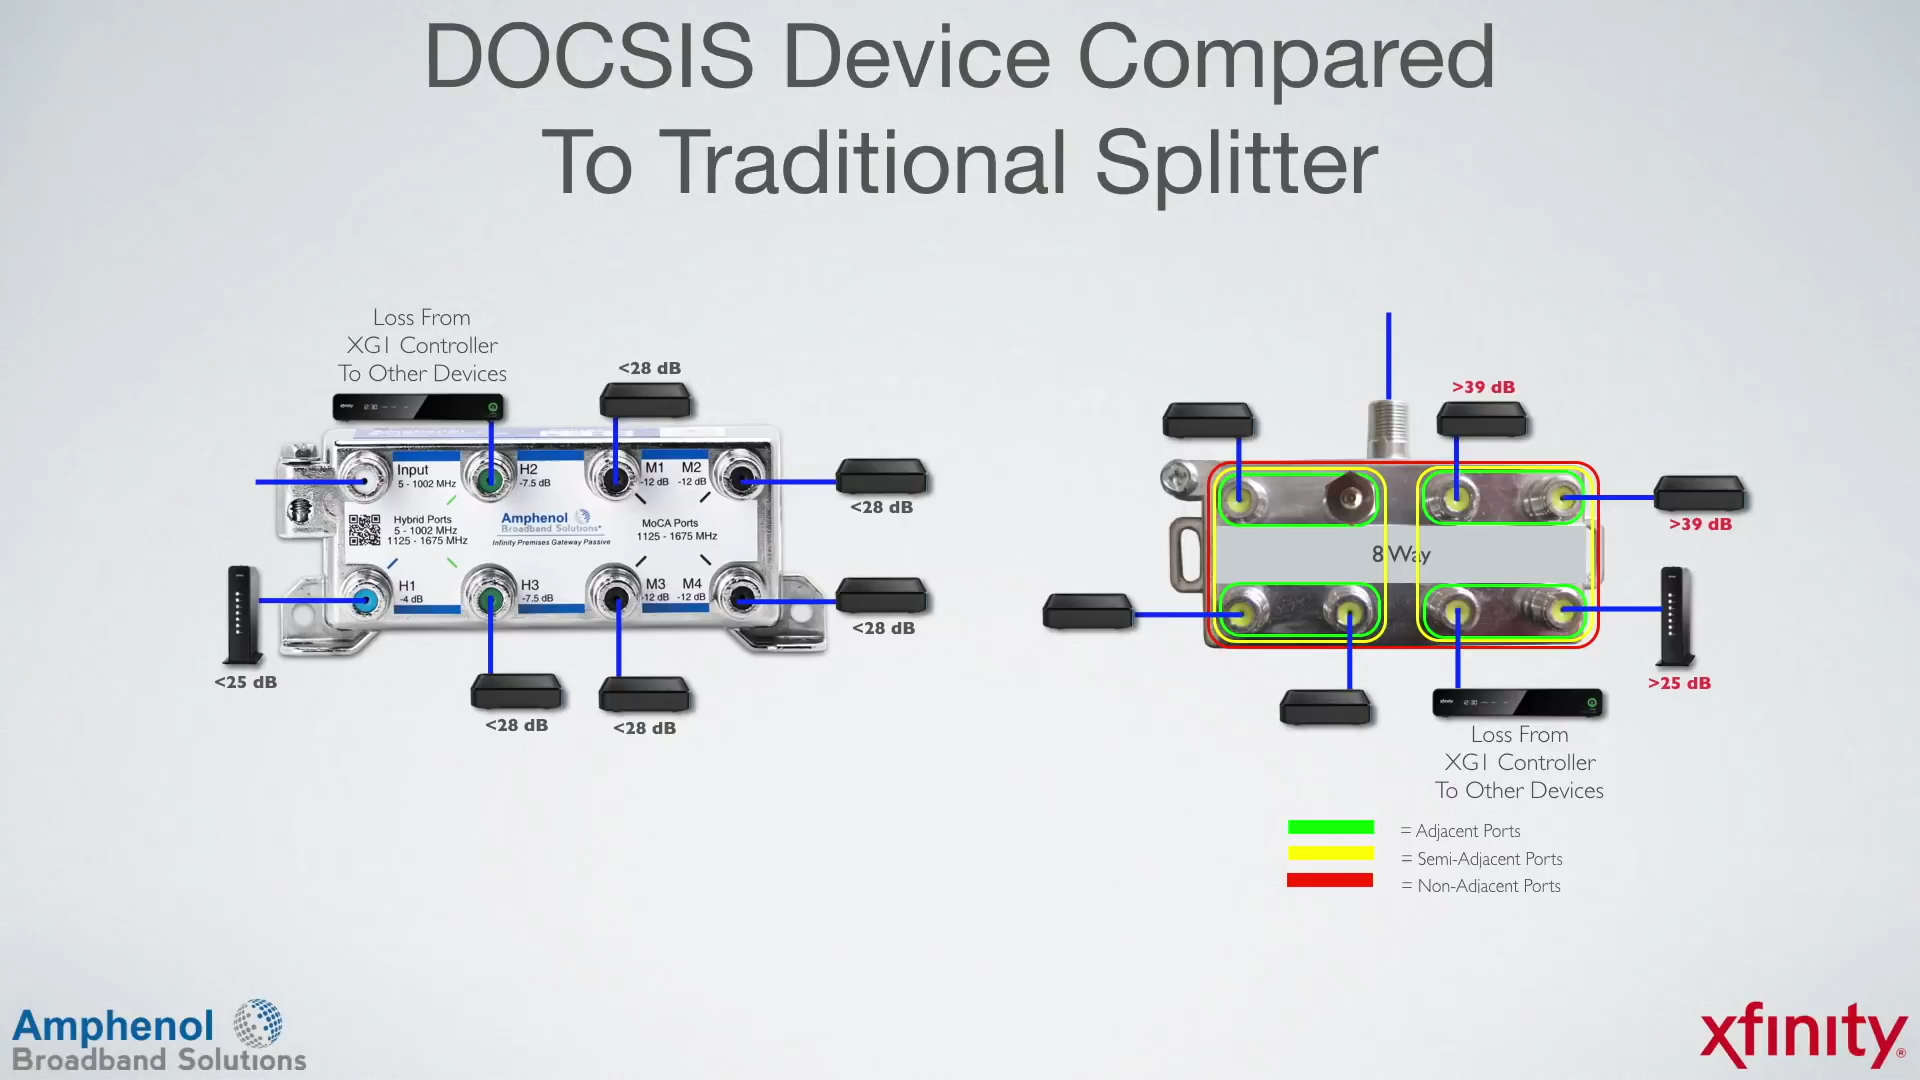 DOCSIS Device Compared
To Traditional Splitter
Loss From
XG1 Controller
To Other Devices
<28 dB
Input
5 - 1002 MHz
H2
-7.5 dB
M1
-12 dB
M2
-12 dB
<28 dB
Hybrid Ports
5 - 1002 MHz
1125 - 1675 MHz
Amphenol
Broadband Solutions
Infinity Premises Gateway Passive
MoCA Ports
1125 - 1675 MHz
H1
-4 dB
H3
-7.5 dB
M3
-12 dB
M4
-12 dB
<28 dB
<25 dB
<28 dB
<28 dB
>39 dB
>39 dB
8 Way
>25 dB
xfinity
Loss From
XG1 Controller
To Other Devices
= Adjacent Ports
= Semi-Adjacent Ports
= Non-Adjacent Ports
Amphenol
Broadband Solutions
xfinity®